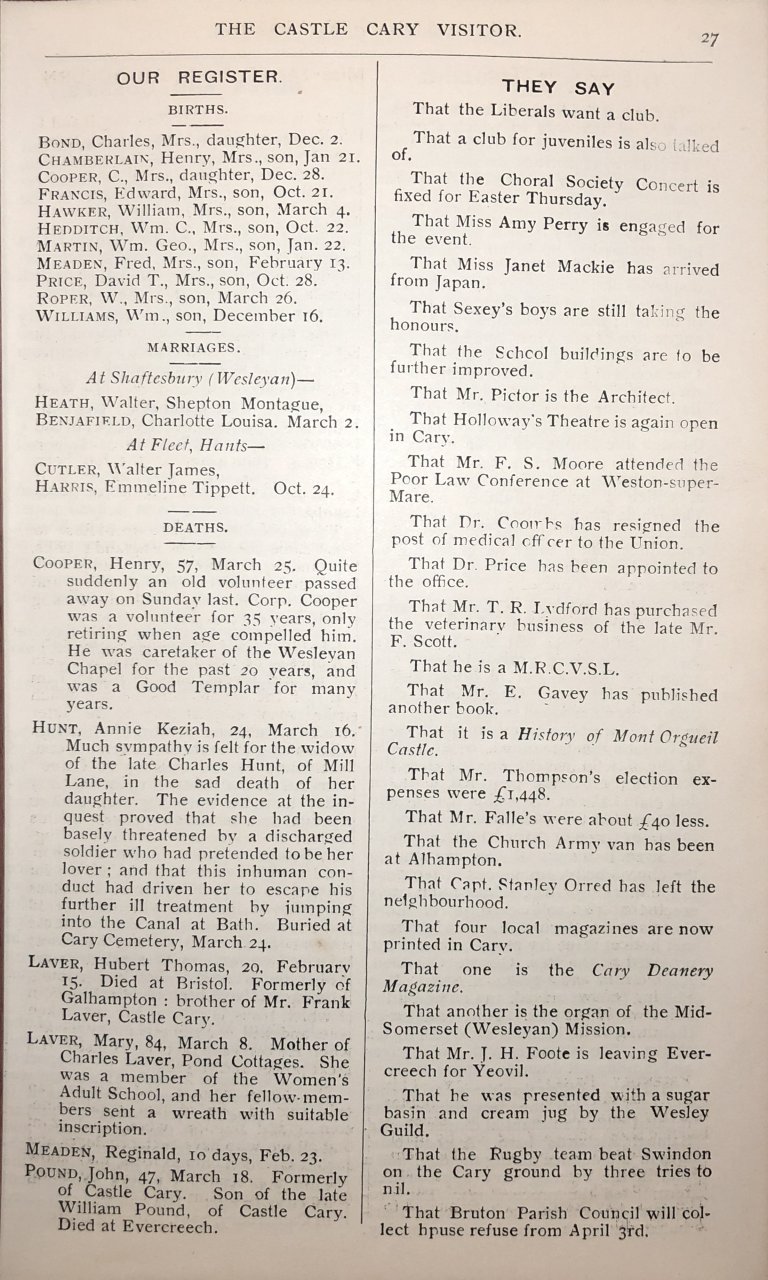 THE CASTLE CARY VISITOR.
27
OUR REGISTER.
BIRTHS.
BOND, Charles, Mrs., daughter, Dec. 2.
CHAMBERLAIN, Henry, Mrs., son, Jan 21.
COOPER, C., Mrs., daughter, Dec. 28.
FRANCIS, Edward, Mrs., son, Oct. 21.
HAWKER, William, Mrs., son, March 4.
HEDDITCH, Wm. C., Mrs., son, Oct. 22.
MARTIN, Wm. Geo., Mrs., son, Jan. 22.
MEADEN, Fred, Mrs., son, February 13.
PRICE, David T., Mrs., son, Oct. 28.
ROPER, W., Mrs., son, March 26.
WILLIAMS, Wm., son, December 16.
MARRIAGES.
At Shaftesbury (Wesleyan)—
HEATH, Walter, Shepton Montague,
BENJAFIELD, Charlotte Louisa. March 2.
At Fleet, Hants—
CUTLER, Walter James,
HARRIS, Emmeline Tippett. Oct. 24.
DEATHS.
COOPER, Henry, 57, March 25. Quite
suddenly an old volunteer passed
away on Sunday last. Corp. Cooper
was a volunteer for 35 years, only
retiring when age compelled him.
He was caretaker of the Wesleyan
Chapel for the past 20 years, and
was a Good Templar for many
years.
HUNT, Annie Keziah, 24, March 16.
Much sympathy is felt for the widow
of the late Charles Hunt, of Mill
Lane, in the sad death of her
daughter. The evidence at the in-
quest proved that she had been
basely threatened by a discharged
soldier who had pretended to be her
lover; and that this inhuman con-
duct had driven her to escape his
further ill treatment by jumping
into the Canal at Bath. Buried at
Cary Cemetery, March 24.
LAVER, Hubert Thomas, 20, February
15. Died at Bristol. Formerly of
Galhampton : brother of Mr. Frank
Laver, Castle Cary.
LAVER, Mary, 84, March 8. Mother of
Charles Laver, Pond Cottages. She
was a member of the Women's
Adult School, and her fellow-mem-
bers sent a wreath with suitable
inscription.
MEADEN, Reginald, 10 days, Feb. 23.
POUND, John, 47, March 18. Formerly
of Castle Cary. Son of the late
William Pound, of Castle Cary.
Died at Evercreech.
THEY SAY
That the Liberals want a club.
That a club for juveniles is also talked
of.
That the Choral Society Concert is
fixed for Easter Thursday.
That Miss Amy Perry is engaged for
the event.
That Miss Janet Mackie has arrived
from Japan.
That Sexey's boys are still taking the
honours.
That the School buildings are to be
further improved.
That Mr. Pictor is the Architect.
That Holloway's Theatre is again open
in Cary.
That Mr. F. S. Moore attended the
Poor Law Conference at Weston-super-
Mare.
That Dr. Coombs has resigned the
post of medical officer to the Union.
That Dr. Price has been appointed to
the office.
That Mr. T. R. Lydford has purchased
the veterinary business of the late Mr.
F. Scott.
That he is a M.R.C.V.S.L.
That Mr. E. Gavey has published
another book.
That it is a History of Mont Orgueil
Castle.
That Mr. Thompson's election ex-
penses were £1,448.
That Mr. Falle's were about £40 less.
That the Church Army van has been
at Alhampton.
That Capt. Stanley Orred has left the
neighbourhood.
That four local magazines are now
printed in Cary.
That one is the Cary Deanery
Magazine.
That another is the organ of the Mid-
Somerset (Wesleyan) Mission.
That Mr. J. H. Foote is leaving Ever-
creech for Yeovil.
That he was presented with a sugar
basin and cream jug by the Wesley
Guild.
That the Rugby team beat Swindon
on the Cary ground by three tries to
nil.
That Bruton Parish Council will col-
lect hpuse refuse from April 3rd.